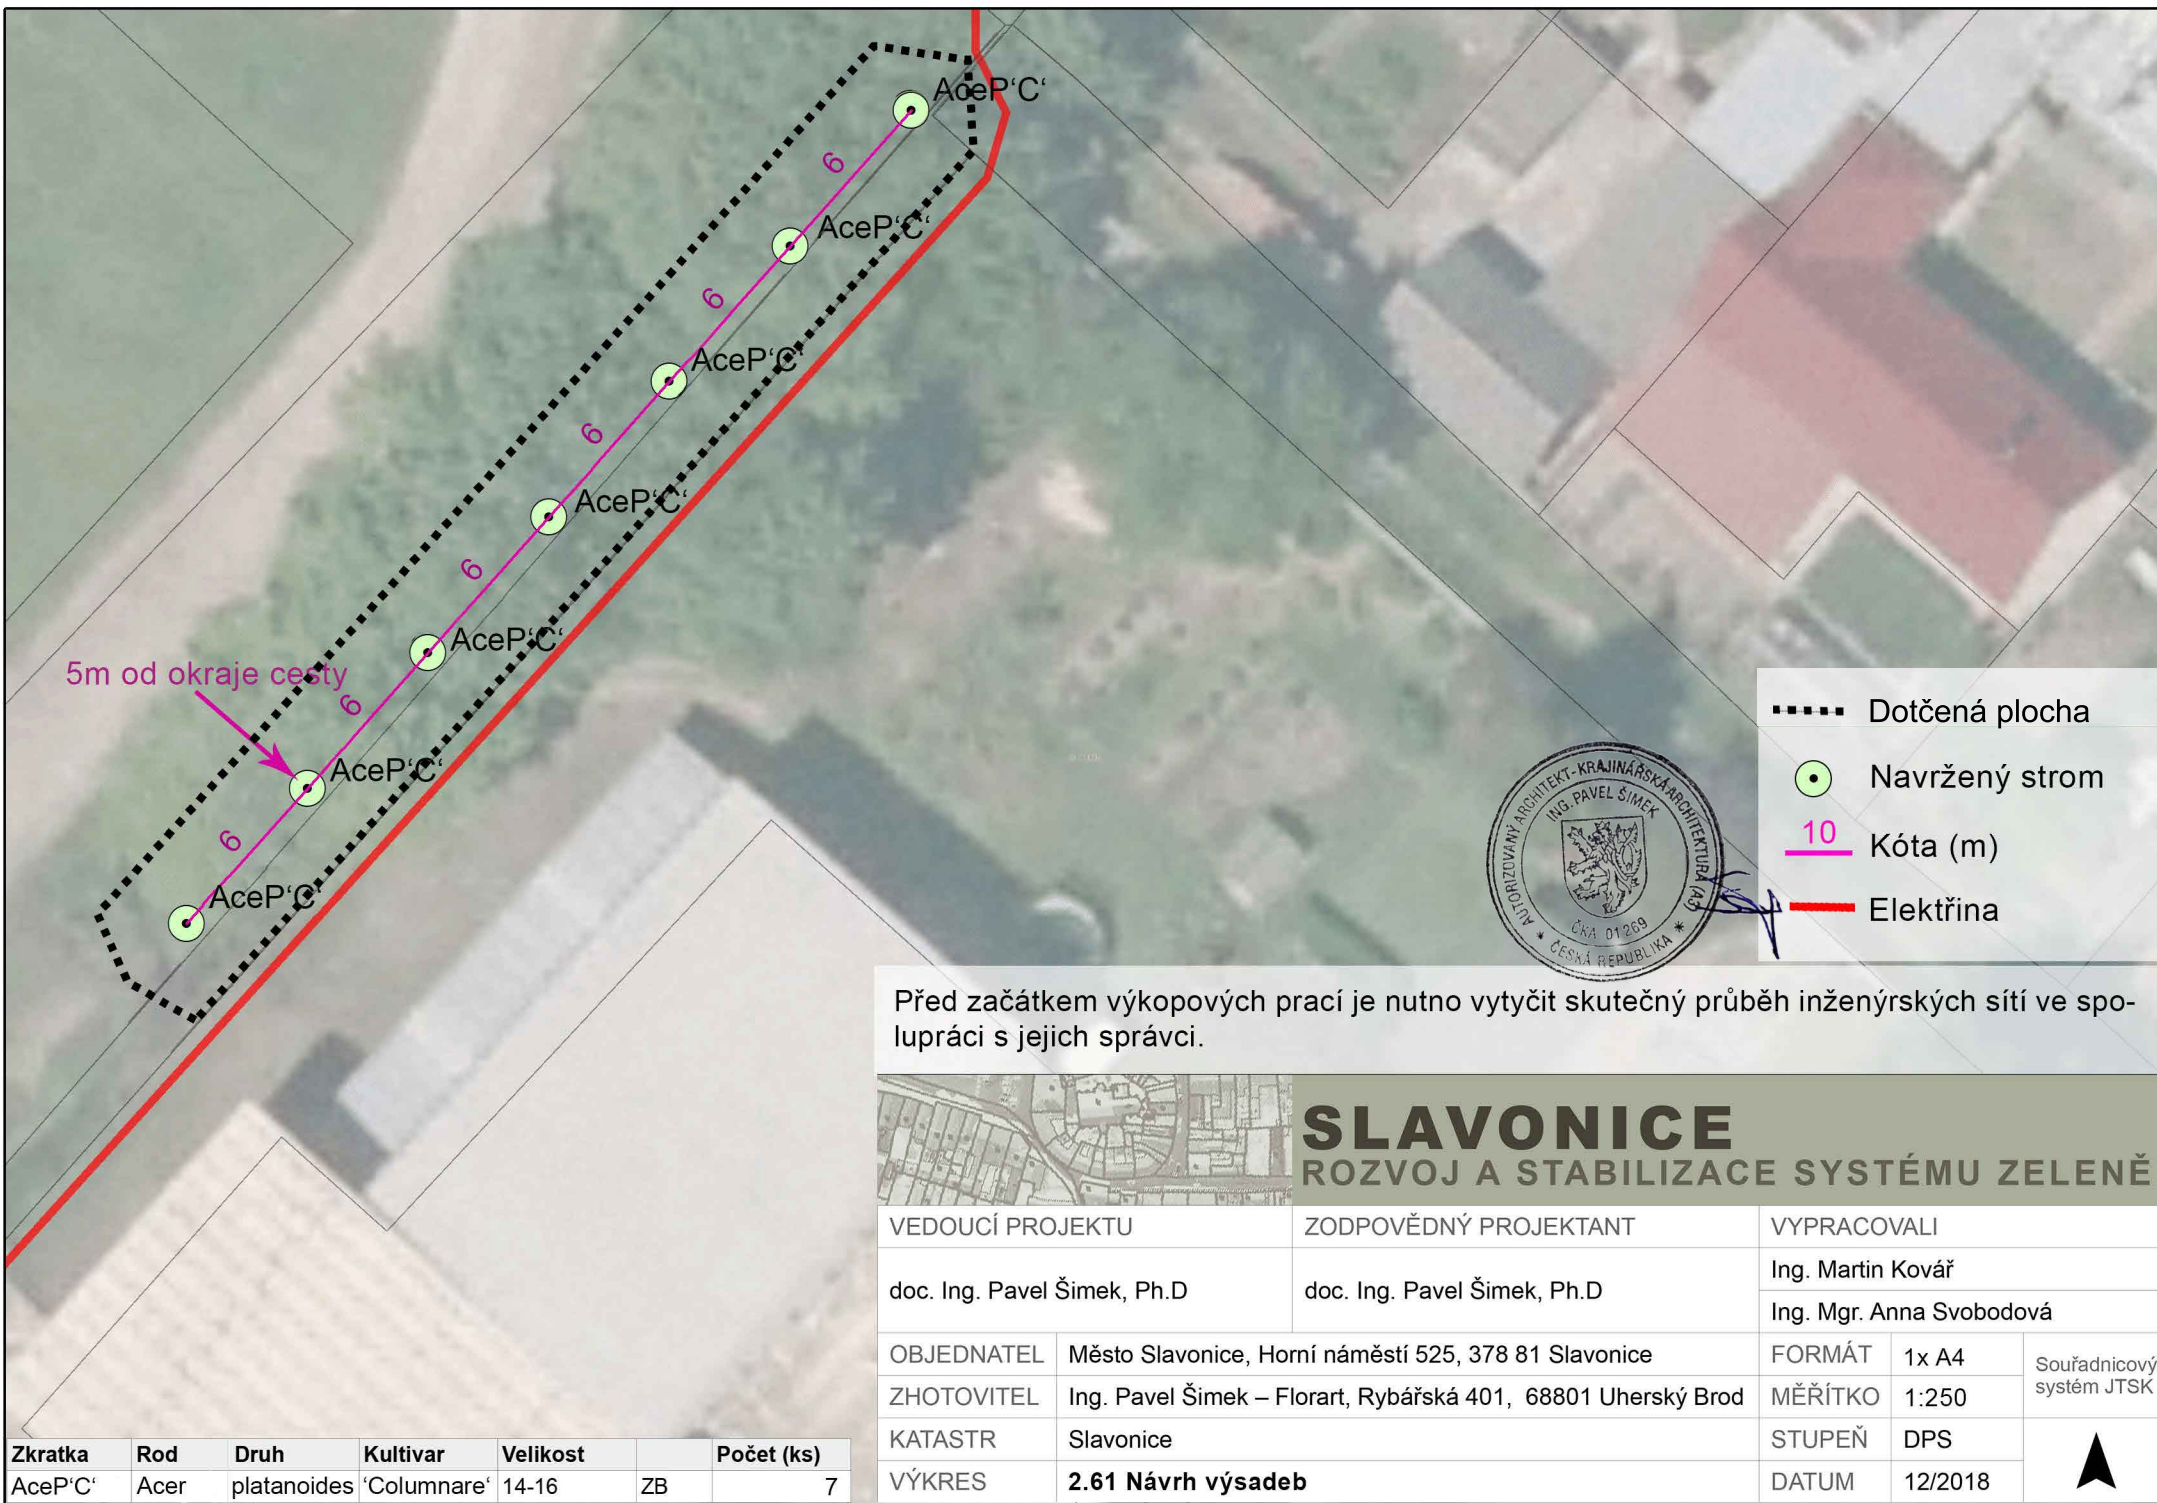 AceP‘C‘
6
AceP‘C‘
6
AceP‘C‘
6
AceP‘C‘
6
AceP‘C‘
5m od okraje cesty
6
AceP‘C‘
6
AceP‘C‘
Dotčená plocha
Navržený strom
10 Kóta (m)
Elektřina
AUTORIZOVANÝ ARCHITEKT-KRAJINÁŘSKÁ ARCHITEKTURA (A3)
ING. PAVEL ŠIMEK
ČKA 01269
* ČESKÁ REPUBLIKA *
Před začátkem výkopových prací je nutno vytyčit skutečný průběh inženýrských sítí ve spo-
lupráci s jejich správci.
SLAVONICE
ROZVOJ A STABILIZACE SYSTÉMU ZELENĚ
VEDOUCÍ PROJEKTU ZODPOVĚDNÝ PROJEKTANT VYPRACOVALI
doc. Ing. Pavel Šimek, Ph.D doc. Ing. Pavel Šimek, Ph.D
Ing. Martin Kovář
Ing. Mgr. Anna Svobodová
OBJEDNATEL Město Slavonice, Horní náměstí 525, 378 81 Slavonice FORMÁT 1x A4
ZHOTOVITEL Ing. Pavel Šimek – Florart, Rybářská 401, 68801 Uherský Brod MĚŘÍTKO 1:250
Souřadnicový
systém JTSK
KATASTR Slavonice STUPEŇ DPS
VÝKRES 2.61 Návrh výsadeb DATUM 12/2018
Zkratka Rod Druh Kultivar Velikost Počet (ks)
AceP‘C‘ Acer platanoides ‘Columnare‘ 14-16 ZB 7